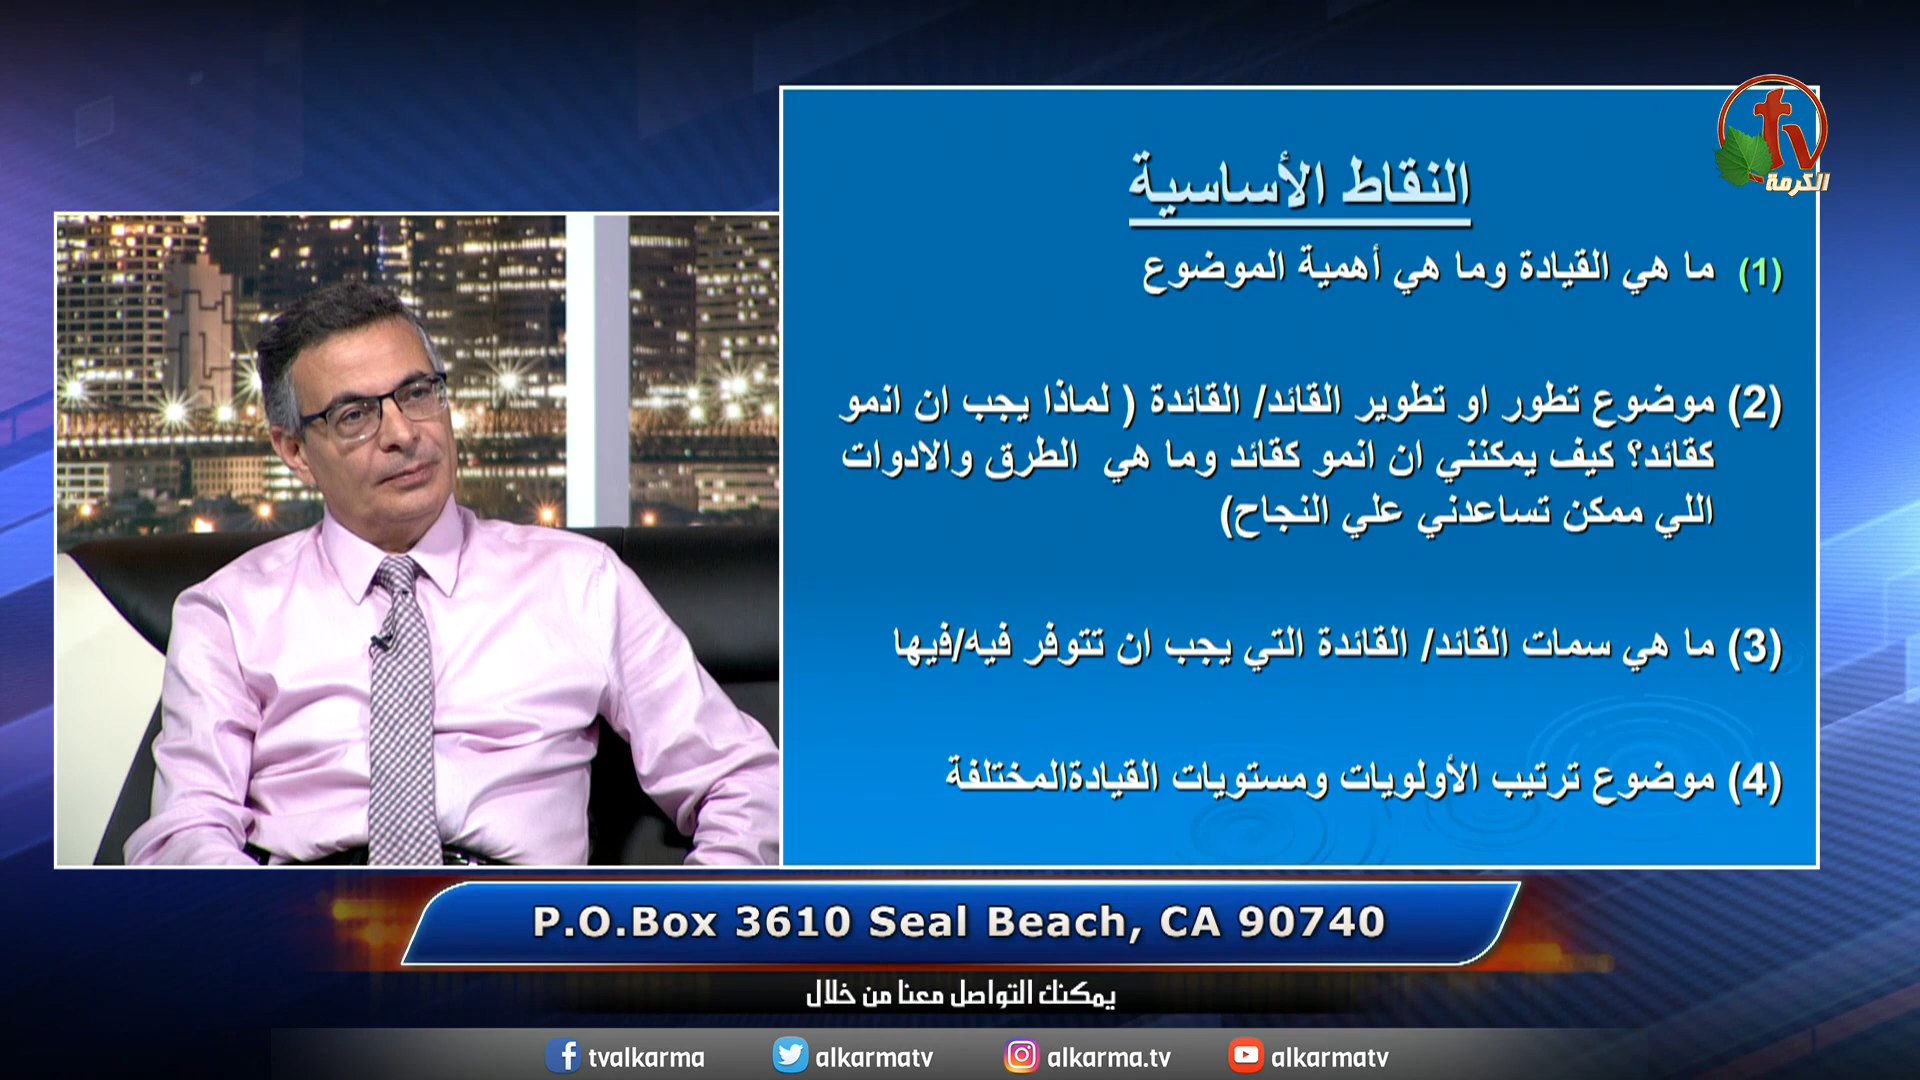 tv
الكرمة
النقاط الأساسية
(1) ما هي القيادة وما هي أهمية الموضوع
(2) موضوع تطور او تطوير القائد/ القائدة ( لماذا يجب ان انمو
كقائد؟ كيف يمكنني ان انمو كقائد وما هي الطرق والادوات
اللي ممكن تساعدني علي النجاح)
(3) ما هي سمات القائد/ القائدة التي يجب ان تتوفر فيه/فيها
(4) موضوع ترتيب الأولويات ومستويات القيادةالمختلفة
P.O.Box 3610 Seal Beach, CA 90740
يمكنك التواصل معنا من خلال
tvalkarma alkarmatv alkarma.tv alkarmatv